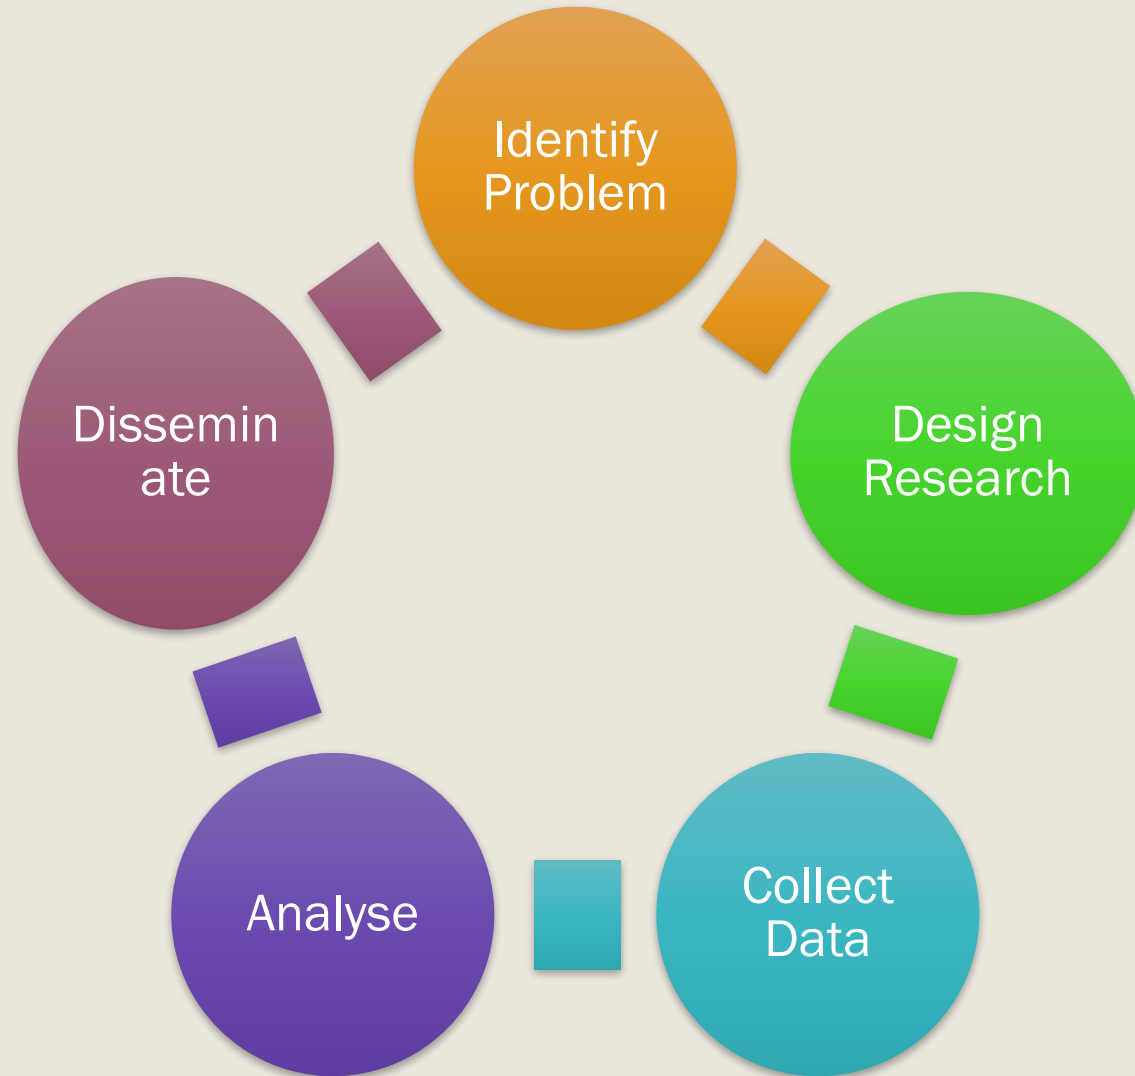 Identify
Problem
Design
Research
Collect
Data
Analyse
Dissemin
ate